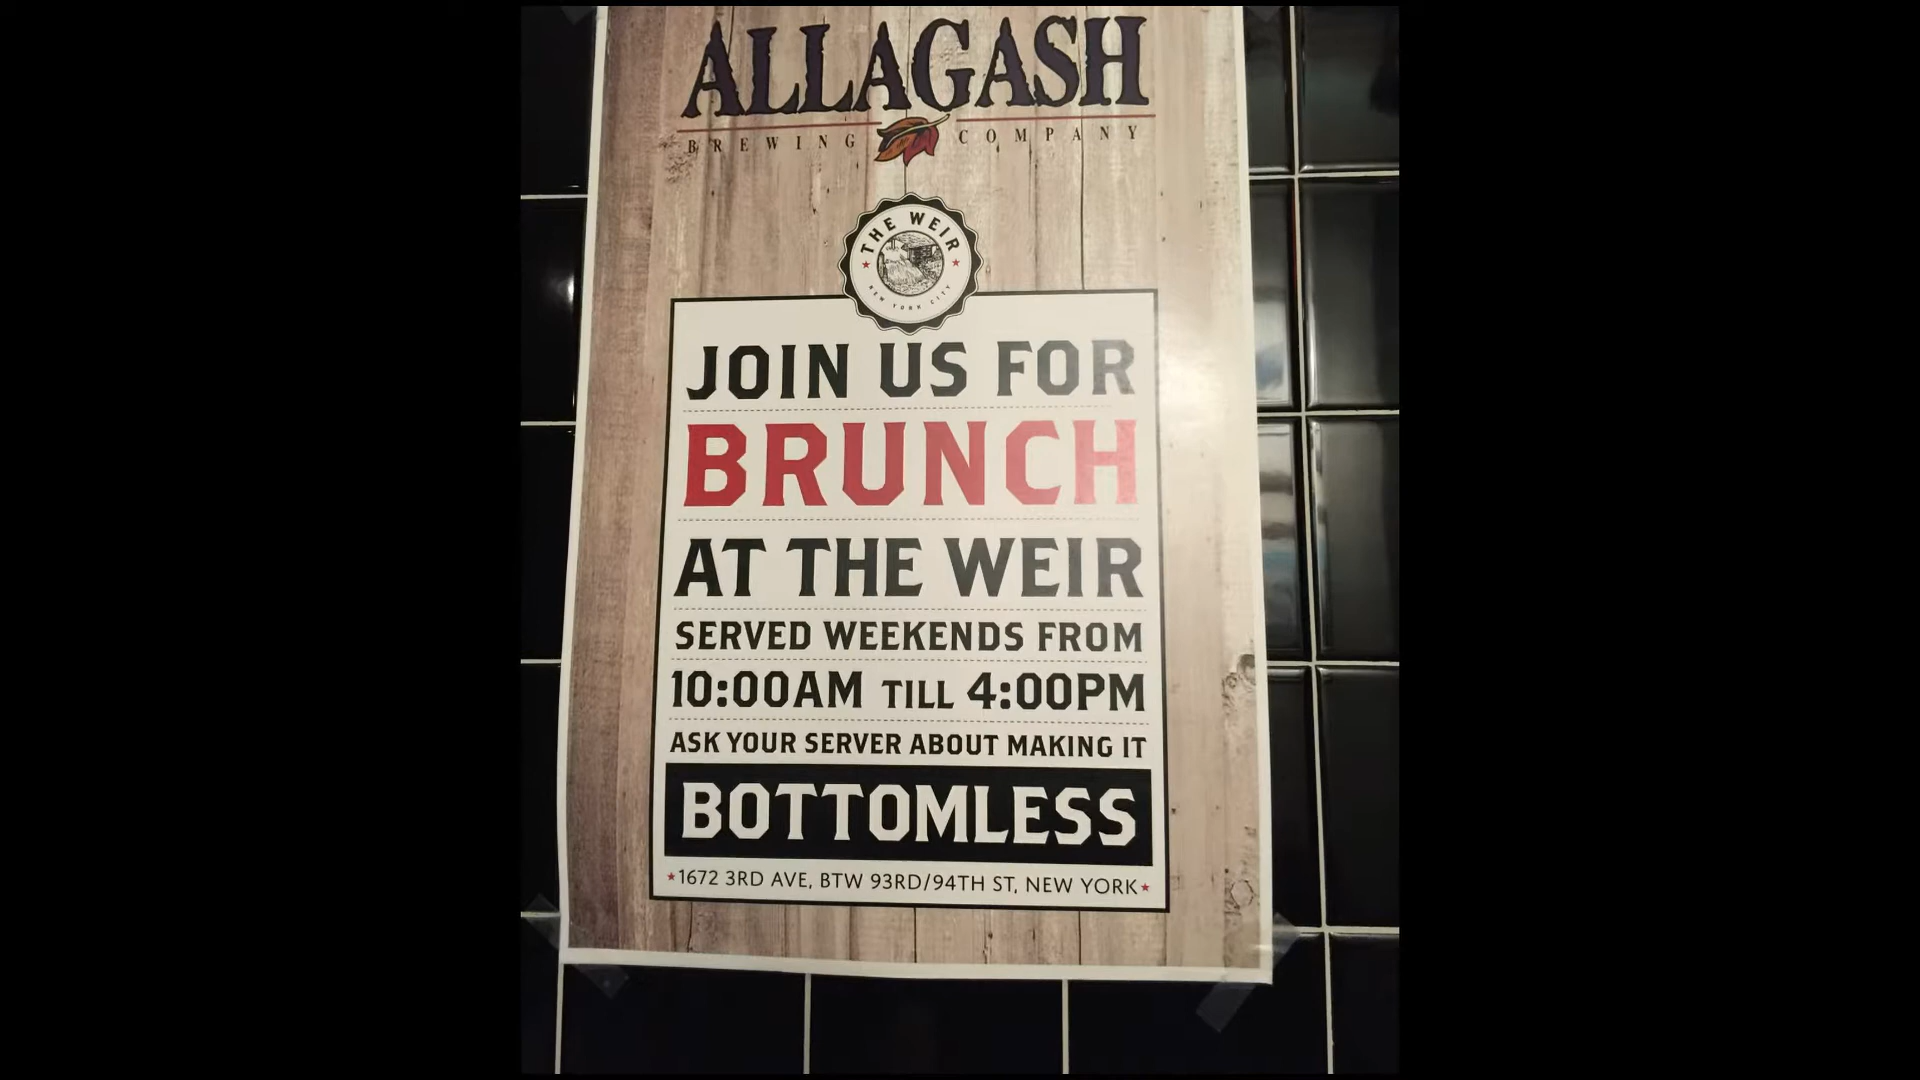 ALLAGASH
BREWING COMPANY
THE WEIR
NEW YORK CITY
JOIN US FOR
BRUNCH
AT THE WEIR
SERVED WEEKENDS FROM
10:00AM TILL 4:00PM
ASK YOUR SERVER ABOUT MAKING IT
BOTTOMLESS
1672 3RD AVE, BTW 93RD/94TH ST, NEW YORK